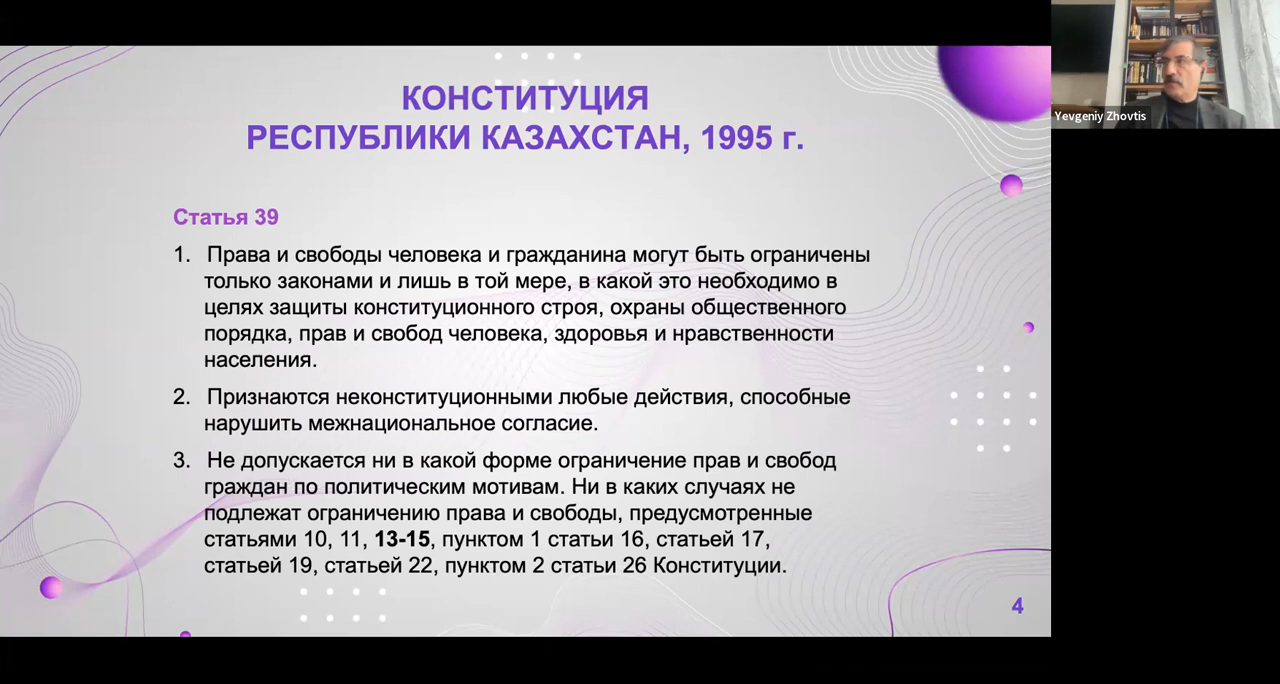 КОНСТИТУЦИЯ
РЕСПУБЛИКИ КАЗАХСТАН, 1995 г.
Статья 39
1. Права и свободы человека и гражданина могут быть ограничены
только законами и лишь в той мере, в какой это необходимо в
целях защиты конституционного строя, охраны общественного
порядка, прав и свобод человека, здоровья и нравственности
населения.
2. Признаются неконституционными любые действия, способные
нарушить межнациональное согласие.
3. Не допускается ни в какой форме ограничение прав и свобод
граждан по политическим мотивам. Ни в каких случаях не
подлежат ограничению права и свободы, предусмотренные
статьями 10, 11, 13-15, пунктом 1 статьи 16, статьей 17,
статьей 19, статьей 22, пунктом 2 статьи 26 Конституции.
4
Yevgeniy Zhovtis